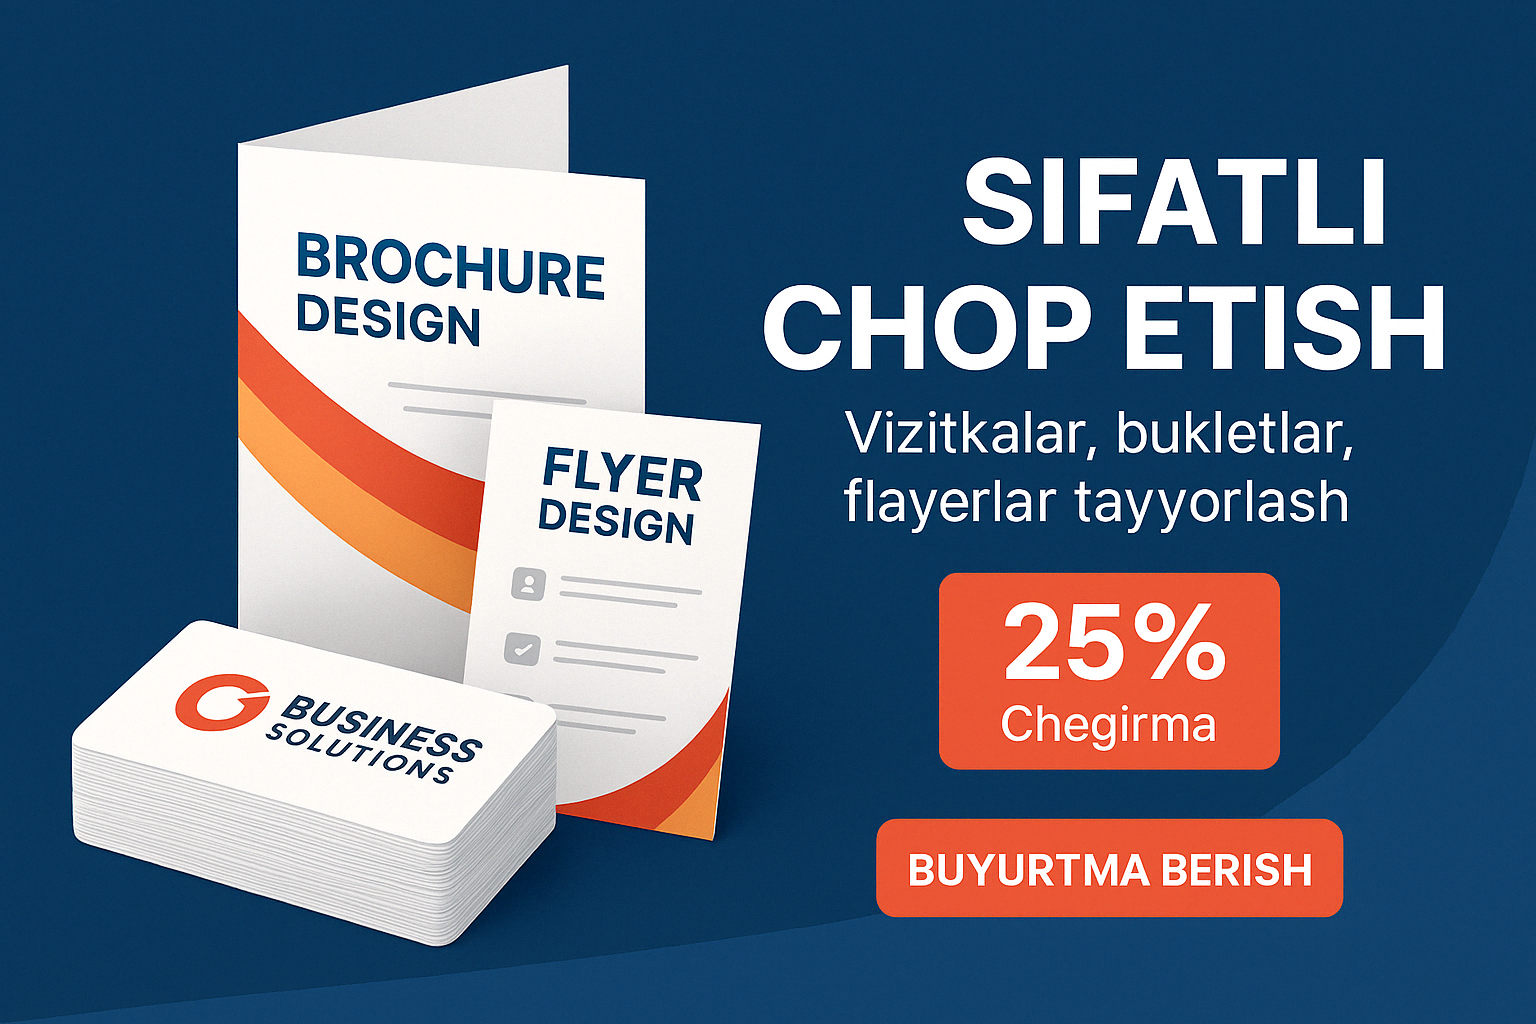 BROCHURE
DESIGN
FLYER
DESIGN
BUSINESS
SOLUTIONS
SIFATLI
CHOP ETISH
Vizitkalar, bukletlar,
flayerlar tayyorlash
25%
Chegirma
BUYURTMA BERISH